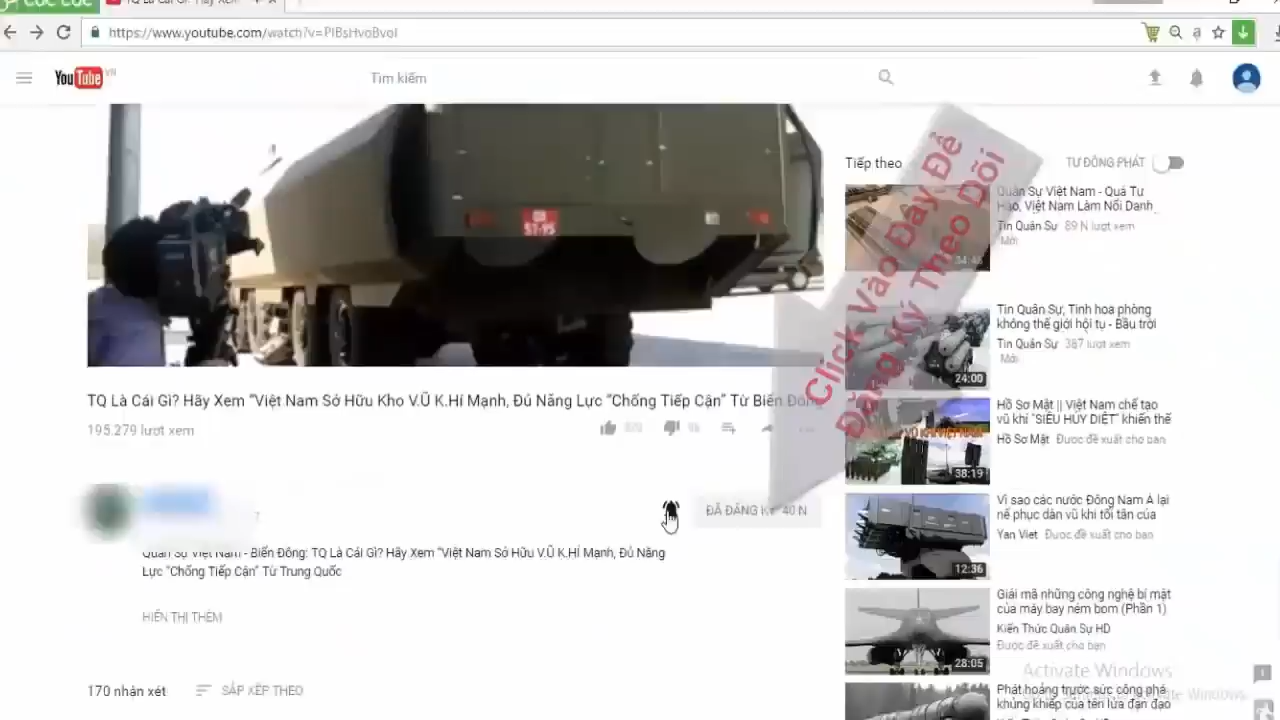 https://www.youtube.com/watch?v=PIBsHvoBvoI
YouTube VN
Tìm kiếm
57-95
Click Vào Đây Để
Đăng Ký Theo Dõi
TQ Là Cái Gì? Hãy Xem "Việt Nam Sở Hữu Kho V.Ũ K.Hí Mạnh, Đủ Năng Lực "Chống Tiếp Cận" Từ Biển Đông
195.279 lượt xem
ĐÃ ĐĂNG KÝ 40 N
Quân Sự Việt Nam - Biển Đông: TQ Là Cái Gì? Hãy Xem "Việt Nam Sở Hữu V.Ũ K.HÍ Mạnh, Đủ Năng
Lực "Chống Tiếp Cận" Từ Trung Quốc
HIỂN THỊ THÊM
170 nhận xét
SẮP XẾP THEO
Tiếp theo
TỰ ĐỘNG PHÁT
Quân Sự Việt Nam - Quá Tự
Hào, Việt Nam Làm Nổi Danh
Tin Quân Sự 89 N lượt xem
Mới
34:46
Tin Quân Sự, Tinh hoa phòng
không thế giới hội tụ - Bầu trời
Tin Quân Sự 387 lượt xem
Mới
24:00
Hồ Sơ Mật || Việt Nam chế tạo
vũ khí "SIÊU HỦY DIỆT" khiến thế
Hồ Sơ Mật Được đề xuất cho bạn
38:19
Vì sao các nước Đông Nam Á lại
nể phục dàn vũ khí tối tân của
Yan Viet Được đề xuất cho bạn
12:36
Giải mã những công nghệ bí mật
của máy bay ném bom (Phần 1)
Kiến Thức Quân Sự HD
Được đề xuất cho bạn
28:05
Activate Windows
Phát hoảng trước sức công phá
khủng khiếp của tên lửa đạn đạo